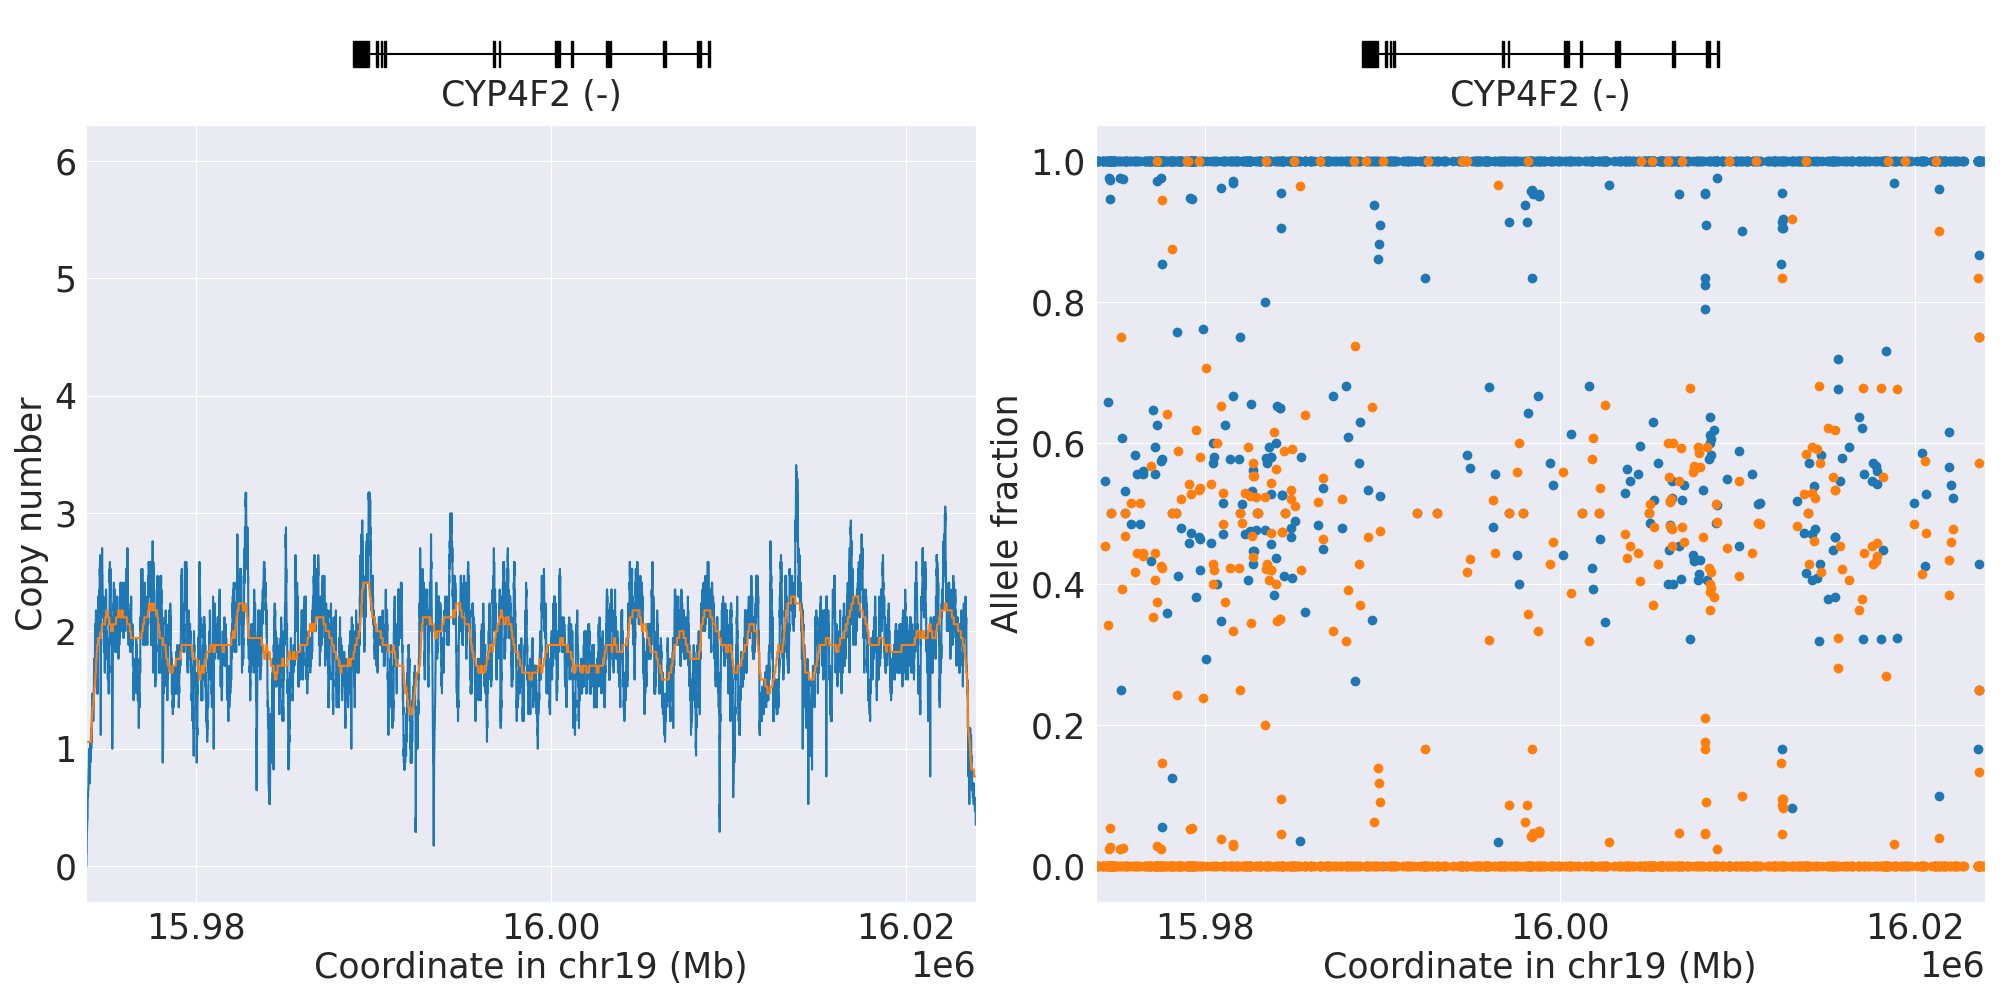 CYP4F2 (-)
6
5
4
3
2
1
0
Copy number
15.98
16.00
16.02
Coordinate in chr19 (Mb)
1e6
CYP4F2 (-)
1.0
0.8
0.6
0.4
0.2
0.0
Allele fraction
15.98
16.00
16.02
Coordinate in chr19 (Mb)
1e6